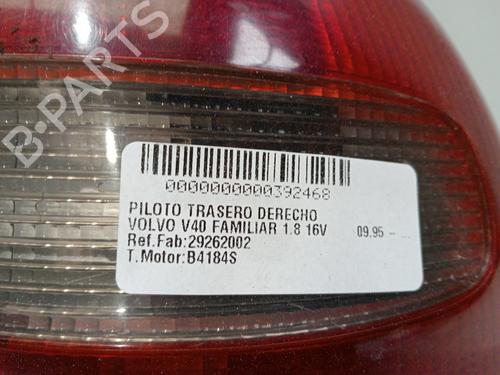 B-PARTS
0000000000392468
PILOTO TRASERO DERECHO
VOLVO V40 FAMILIAR 1.8 16V 09.95 - ...
Ref.Fab:29262002
T.Motor:B4184S